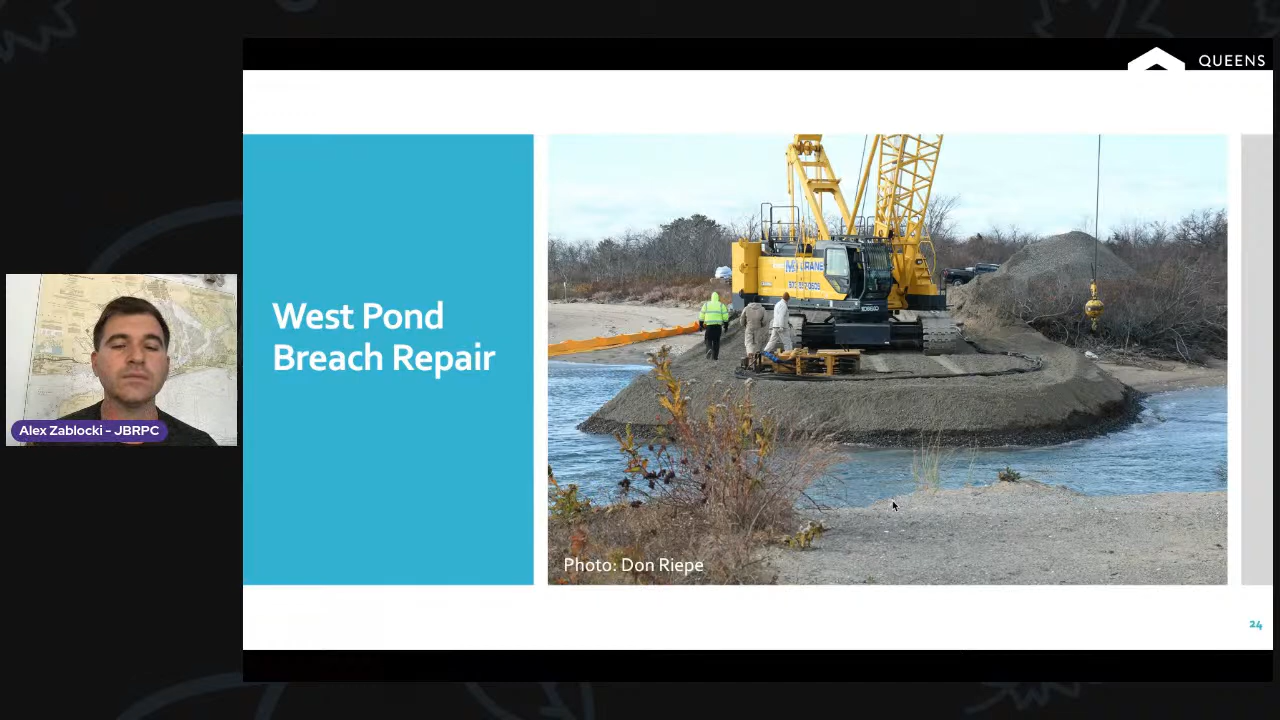 QUEENS
West Pond
Breach Repair
Photo: Don Riepe
Alex Zablocki - JBRPC
24